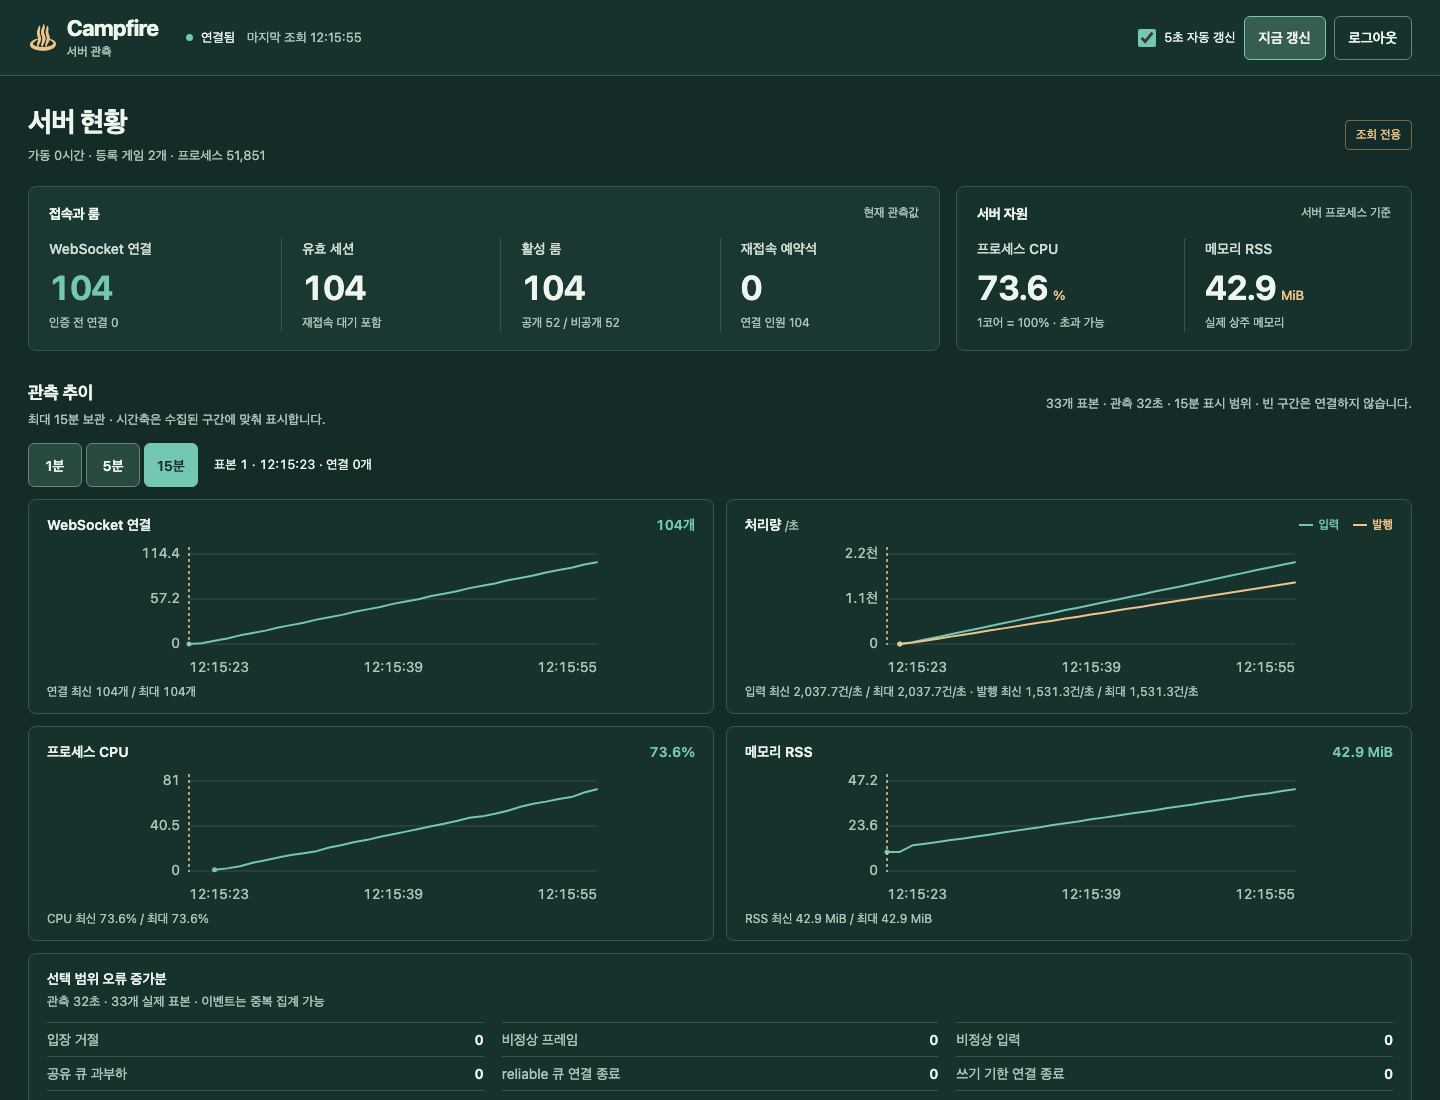 Campfire
서버 관측
연결됨 마지막 조회 12:15:55
5초 자동 갱신
지금 갱신
로그아웃
서버 현황
가동 0시간 · 등록 게임 2개 · 프로세스 51,851
조회 전용
접속과 룸
현재 관측값
WebSocket 연결
104
인증 전 연결 0
유효 세션
104
재접속 대기 포함
활성 룸
104
공개 52 / 비공개 52
재접속 예약석
0
연결 인원 104
서버 자원
서버 프로세스 기준
프로세스 CPU
73.6 %
1코어 = 100% · 초과 가능
메모리 RSS
42.9 MiB
실제 상주 메모리
관측 추이
최대 15분 보관 · 시간축은 수집된 구간에 맞춰 표시합니다.
33개 표본 · 관측 32초 · 15분 표시 범위 · 빈 구간은 연결하지 않습니다.
1분
5분
15분
표본 1 · 12:15:23 · 연결 0개
WebSocket 연결
104개
114.4
57.2
0
12:15:23 12:15:39 12:15:55
연결 최신 104개 / 최대 104개
처리량 /초
입력 발행
2.2천
1.1천
0
12:15:23 12:15:39 12:15:55
입력 최신 2,037.7건/초 / 최대 2,037.7건/초 · 발행 최신 1,531.3건/초 / 최대 1,531.3건/초
프로세스 CPU
73.6%
81
40.5
0
12:15:23 12:15:39 12:15:55
CPU 최신 73.6% / 최대 73.6%
메모리 RSS
42.9 MiB
47.2
23.6
0
12:15:23 12:15:39 12:15:55
RSS 최신 42.9 MiB / 최대 42.9 MiB
선택 범위 오류 증가분
관측 32초 · 33개 실제 표본 · 이벤트는 중복 집계 가능
입장 거절 0
비정상 프레임 0
비정상 입력 0
공유 큐 과부하 0
reliable 큐 연결 종료 0
쓰기 기한 연결 종료 0